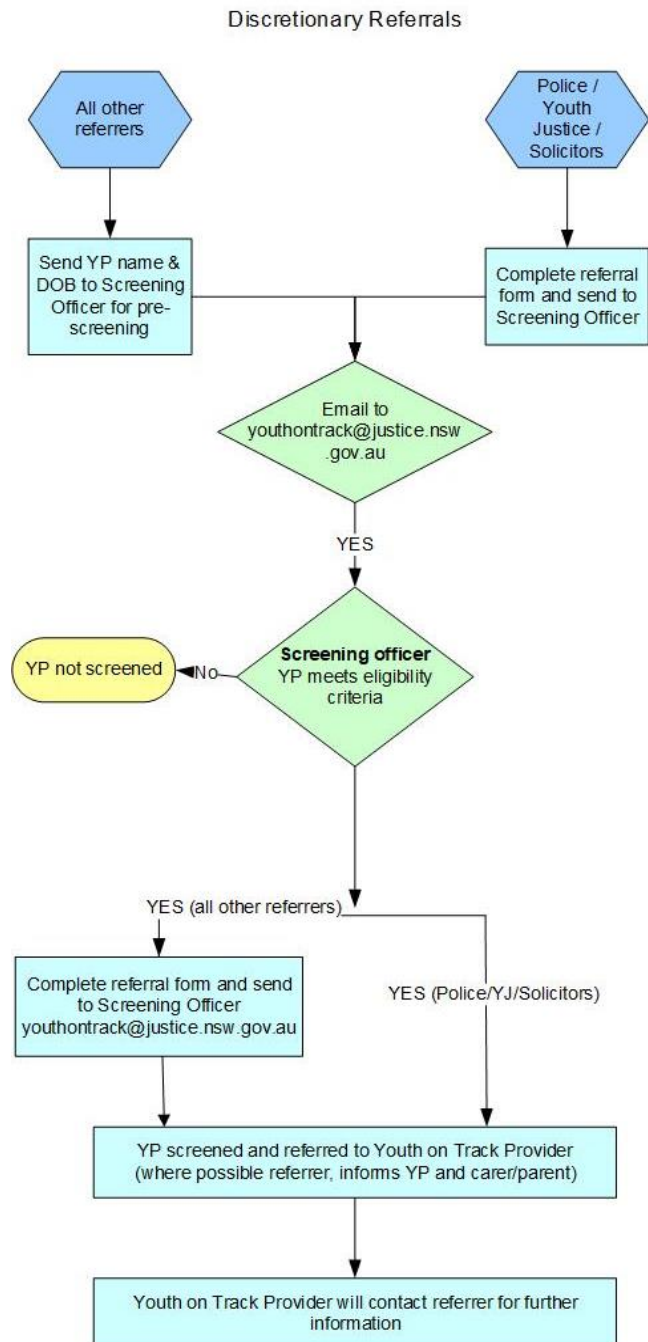 Discretionary Referrals
All other
referrers
Police /
Youth
Justice /
Solicitors
Send YP name &
DOB to Screening
Officer for pre-
screening
Complete referral
form and send to
Screening Officer
Email to
youthontrack@justice.nsw
.gov.au
YES
Screening officer
YP meets eligibility
criteria
No
YP not screened
YES (all other referrers)
Complete referral form and send
to Screening Officer
youthontrack@justice.nsw.gov.au
YES (Police/YJ/Solicitors)
YP screened and referred to Youth on Track Provider
(where possible referrer, informs YP and carer/parent)
Youth on Track Provider will contact referrer for further
information